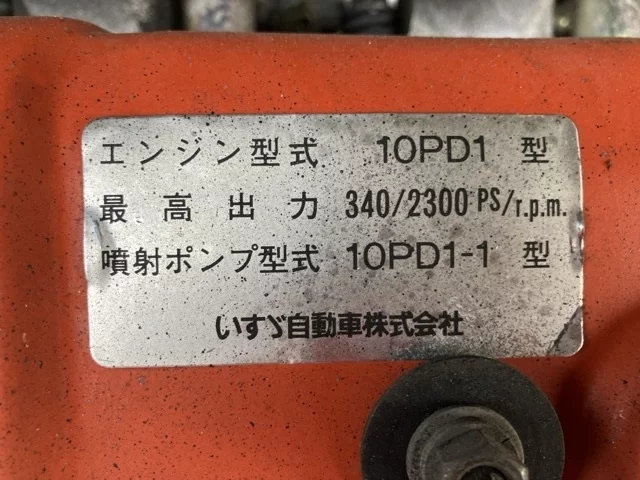 エンジン型式 10PD1 型
最高出力 340/2300 PS/r.p.m.
噴射ポンプ型式 10PD1-1 型
いすゞ自動車株式会社